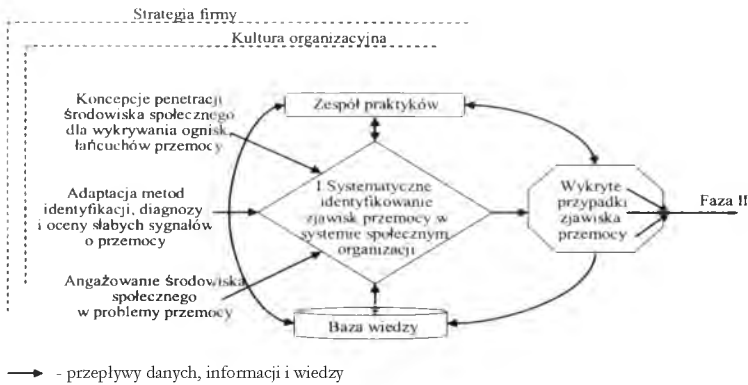 Strategia firmy
Kultura organizacyjna
Koncepcje penetracji
środowiska społecznego
dla wykrywania ognisk,
łańcuchów przemocy
Zespół praktyków
Adaptacja metod
identyfikacji, diagnozy
i oceny słabych sygnałów
o przemocy
I Systematyczne
identyfikowanie
zjawisk przemocy w
systemie społecznym
organizacji
Wykryte
przypadki
zjawiska
przemocy
Faza II
Angażowanie środowiska
społecznego
w problemy przemocy
Baza wiedzy
- przepływy danych, informacji i wiedzy